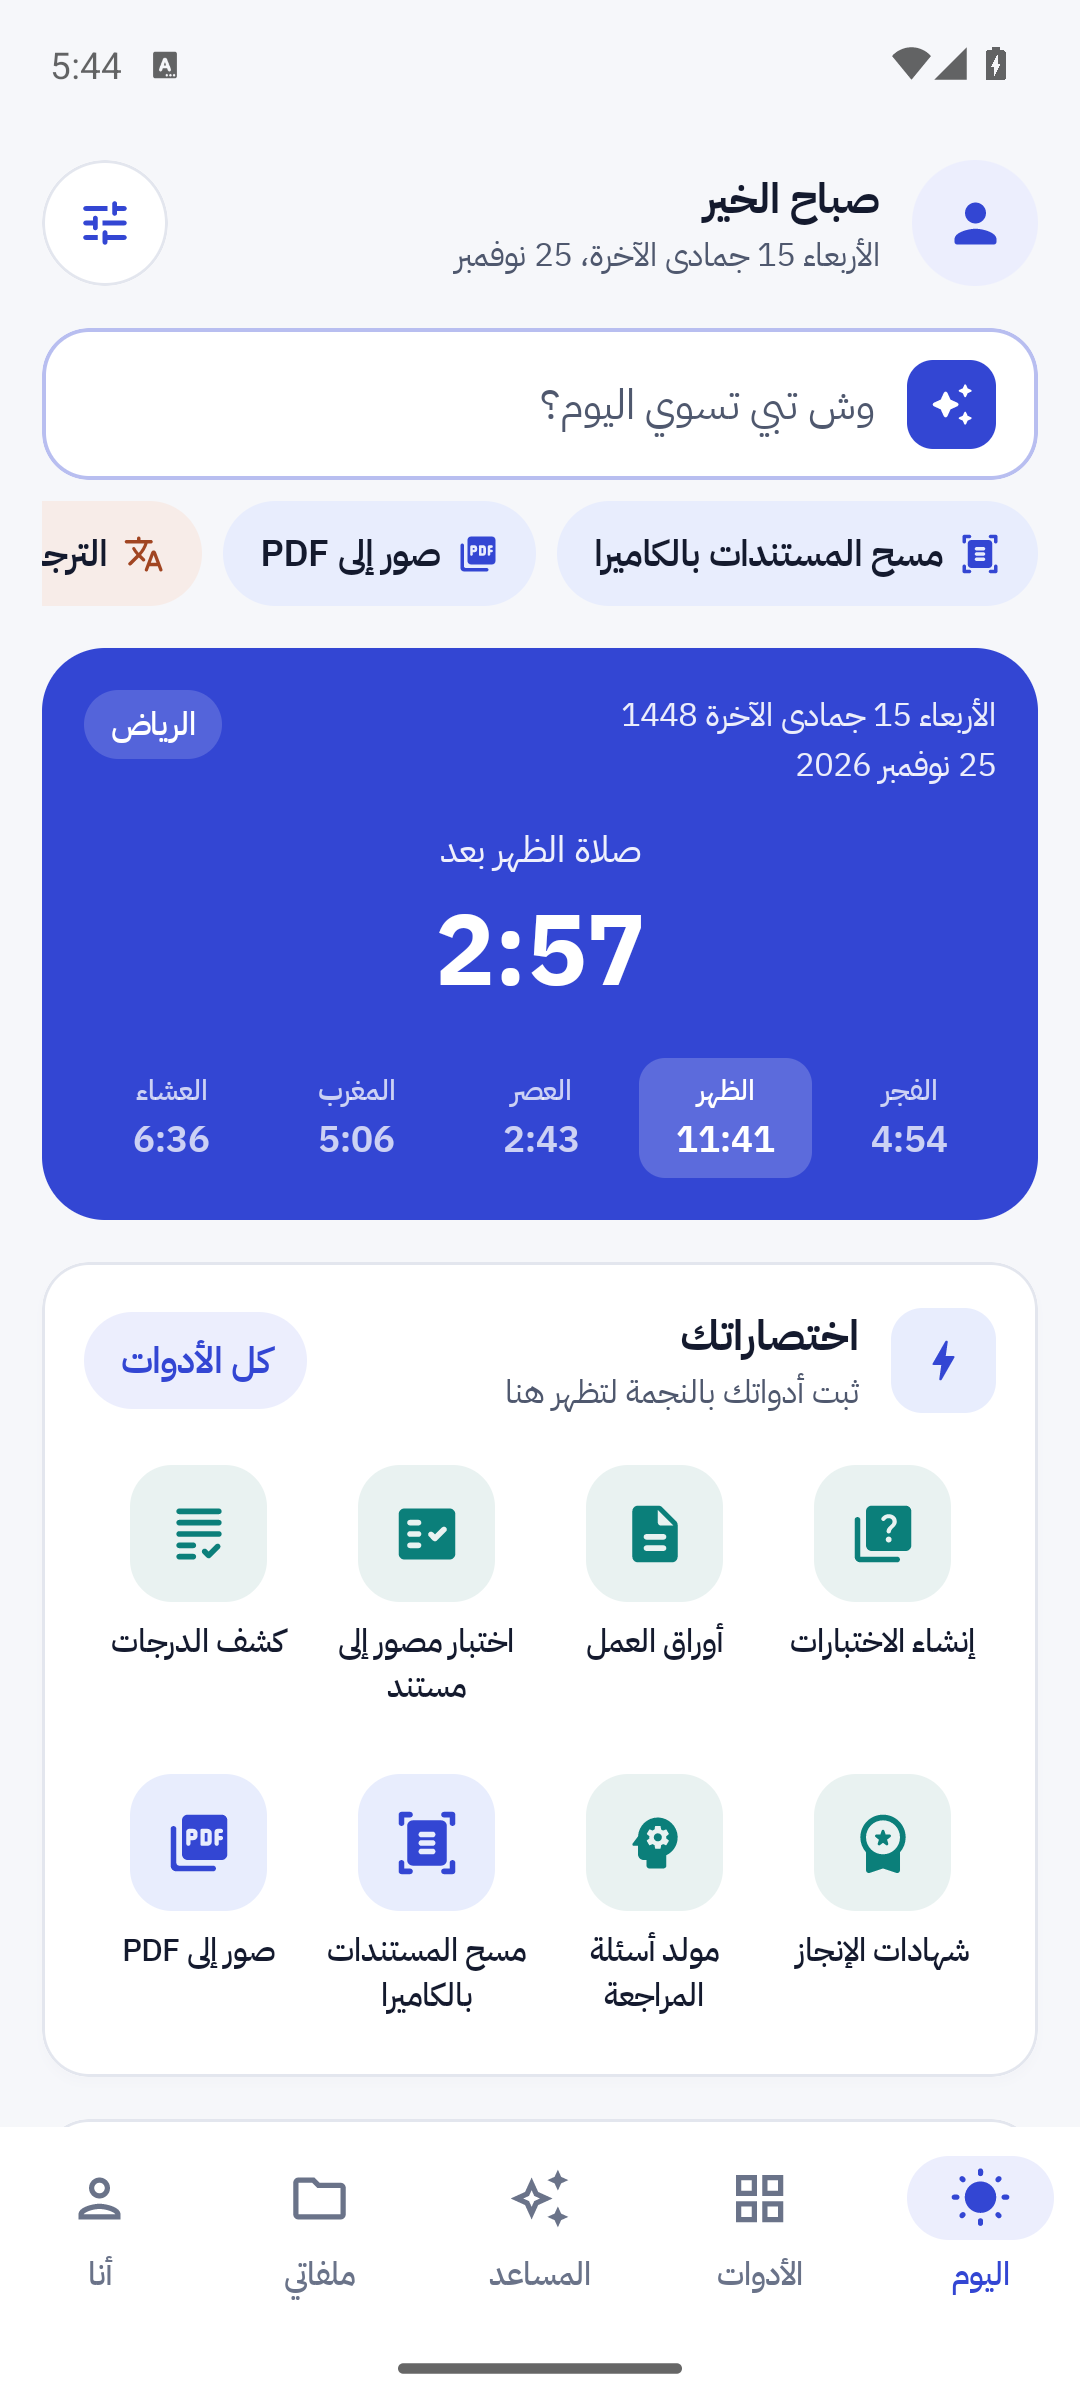 5:44
صباح الخير
الأربعاء 15 جمادى الآخرة، 25 نوفمبر
وش تبي تسوي اليوم؟
مسح المستندات بالكاميرا
صور إلى PDF
الترج
الأربعاء 15 جمادى الآخرة 1448
الرياض
25 نوفمبر 2026
صلاة الظهر بعد
2:57
الفجر الظهر العصر المغرب العشاء
4:54 11:41 2:43 5:06 6:36
اختصاراتك
كل الأدوات
ثبت أدواتك بالنجمة لتظهر هنا
إنشاء الاختبارات
أوراق العمل
اختبار مصور إلى
مستند
كشف الدرجات
شهادات الإنجاز
مولد أسئلة
المراجعة
مسح المستندات
بالكاميرا
PDF
صور إلى PDF
اليوم
الأدوات
المساعد
ملفاتي
أنا